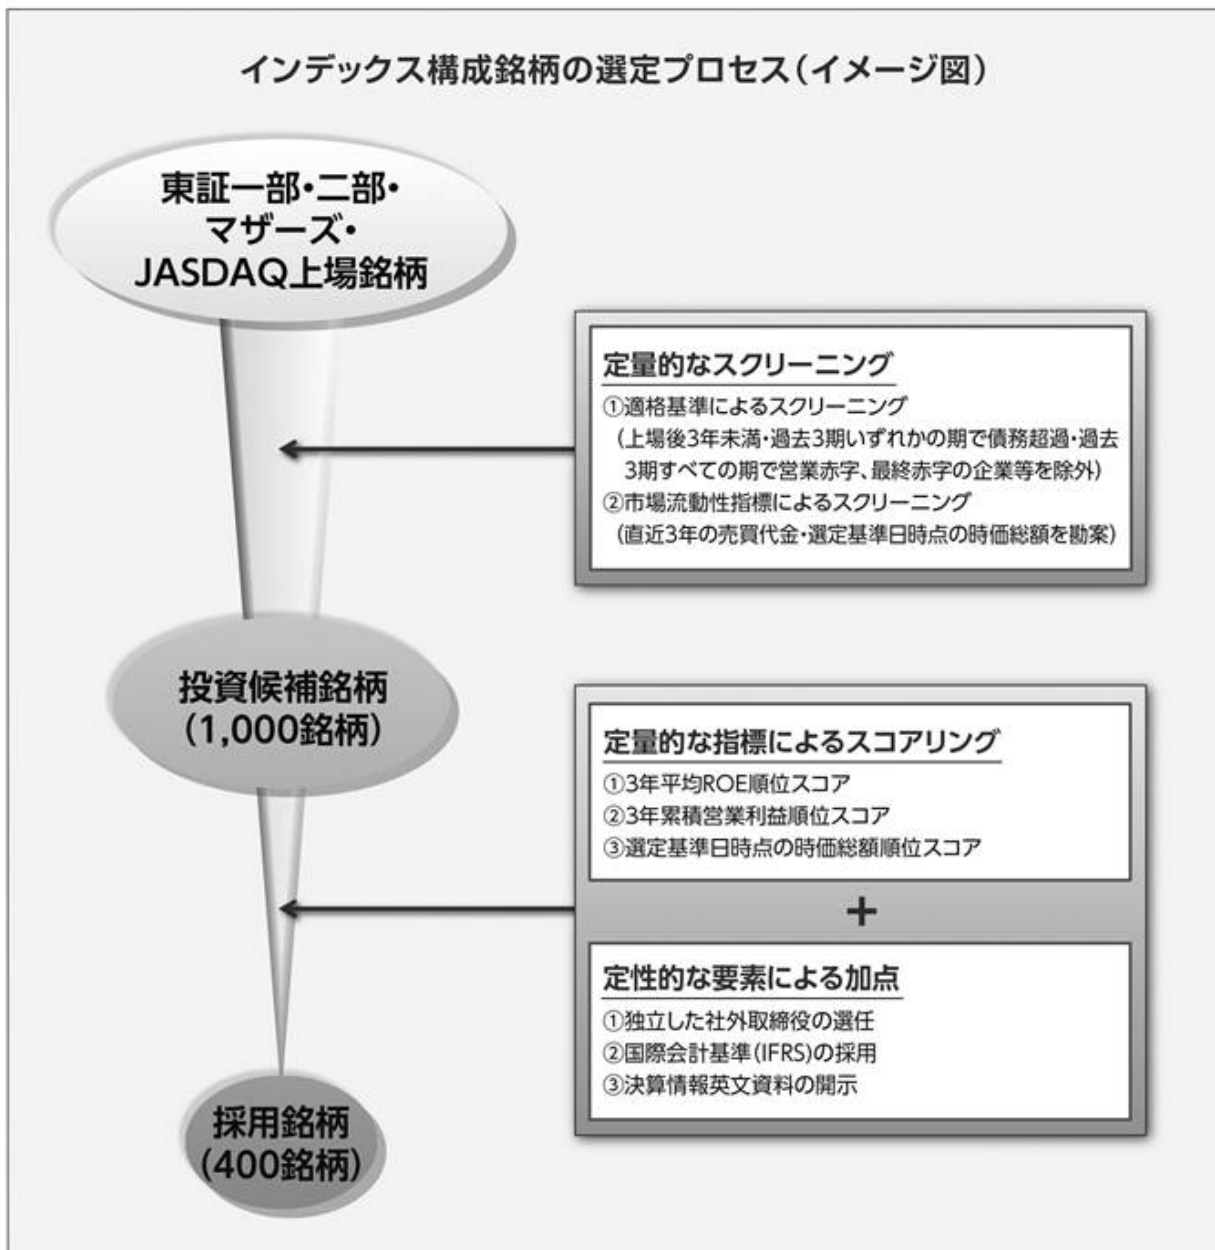 インデックス構成銘柄の選定プロセス(イメージ図)
東証一部・二部・
マザーズ・
JASDAQ上場銘柄
定量的なスクリーニング
①適格基準によるスクリーニング
(上場後3年未満・過去3期いずれかの期で債務超過・過去
3期すべての期で営業赤字、最終赤字の企業等を除外)
②市場流動性指標によるスクリーニング
(直近3年の売買代金・選定基準日時点の時価総額を勘案)
投資候補銘柄
(1,000銘柄)
定量的な指標によるスコアリング
①3年平均ROE順位スコア
②3年累積営業利益順位スコア
③選定基準日時点の時価総額順位スコア
+
定性的な要素による加点
①独立した社外取締役の選任
②国際会計基準(IFRS)の採用
③決算情報英文資料の開示
採用銘柄
(400銘柄)